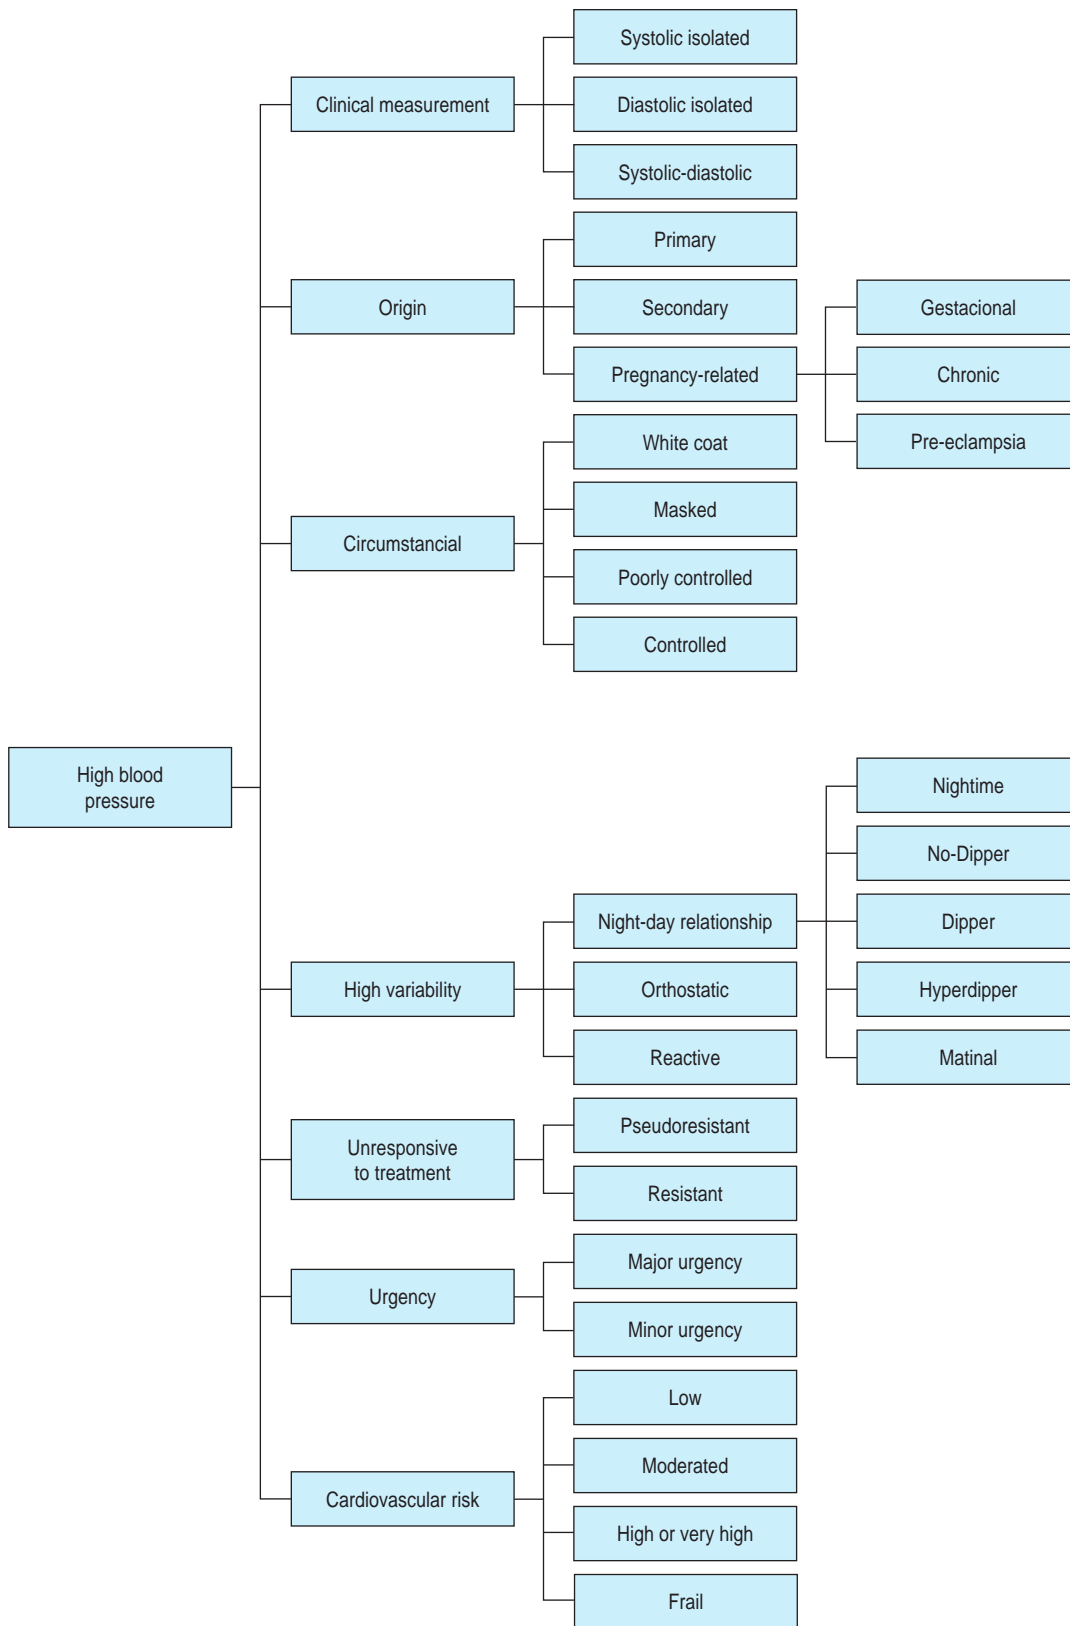 High blood
pressure
Clinical measurement
Systolic isolated
Diastolic isolated
Systolic-diastolic
Origin
Primary
Secondary
Pregnancy-related
Gestacional
Chronic
Pre-eclampsia
Circumstancial
White coat
Masked
Poorly controlled
Controlled
High variability
Night-day relationship
Nightime
No-Dipper
Dipper
Hyperdipper
Matinal
Orthostatic
Reactive
Unresponsive
to treatment
Pseudoresistant
Resistant
Urgency
Major urgency
Minor urgency
Cardiovascular risk
Low
Moderated
High or very high
Frail